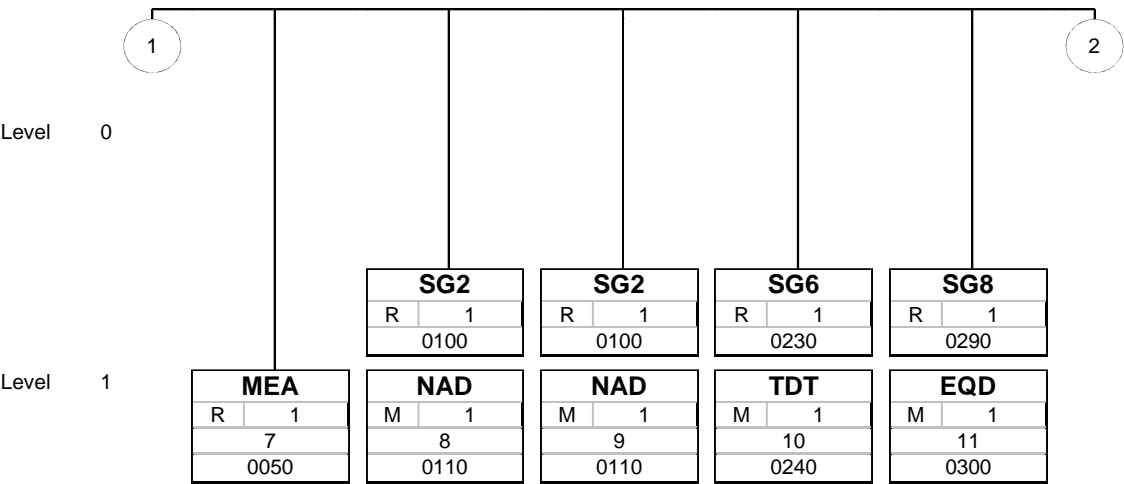 1 2
Level 0
SG2 SG2 SG6 SG8
R 1 R 1 R 1 R 1
0100 0100 0230 0290
Level 1 MEA NAD NAD TDT EQD
R 1 M 1 M 1 M 1 M 1
7 8 9 10 11
0050 0110 0110 0240 0300